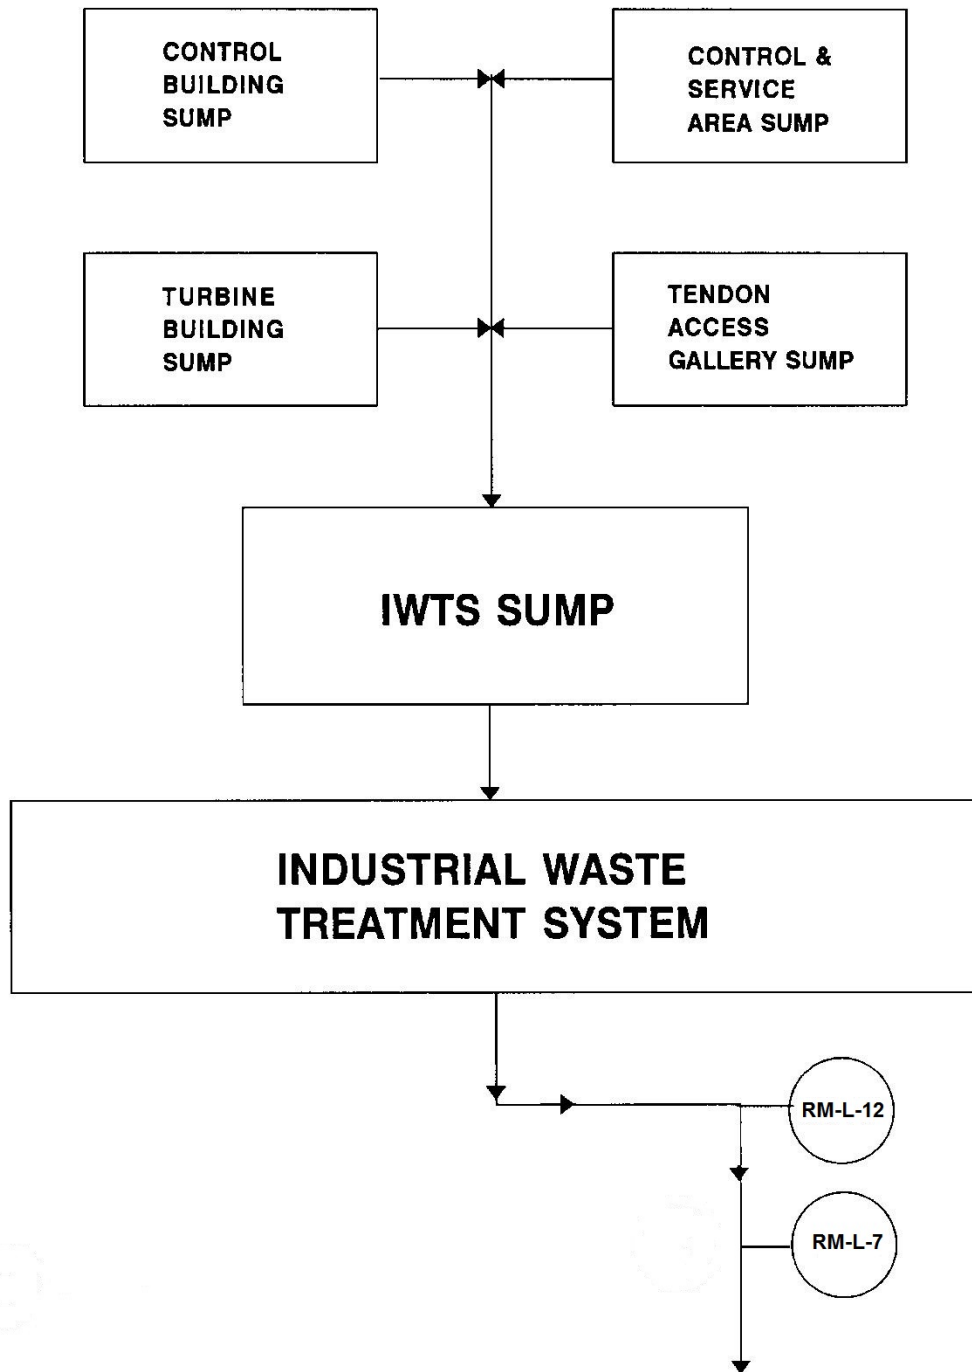 CONTROL
BUILDING
SUMP
CONTROL &
SERVICE
AREA SUMP
TURBINE
BUILDING
SUMP
TENDON
ACCESS
GALLERY SUMP
IWTS SUMP
INDUSTRIAL WASTE
TREATMENT SYSTEM
RM-L-12
RM-L-7